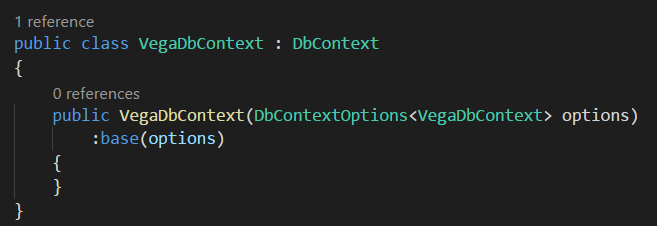 1 reference
public class VegaDbContext : DbContext
{
0 references
public VegaDbContext(DbContextOptions<VegaDbContext> options)
:base(options)
{
}
}